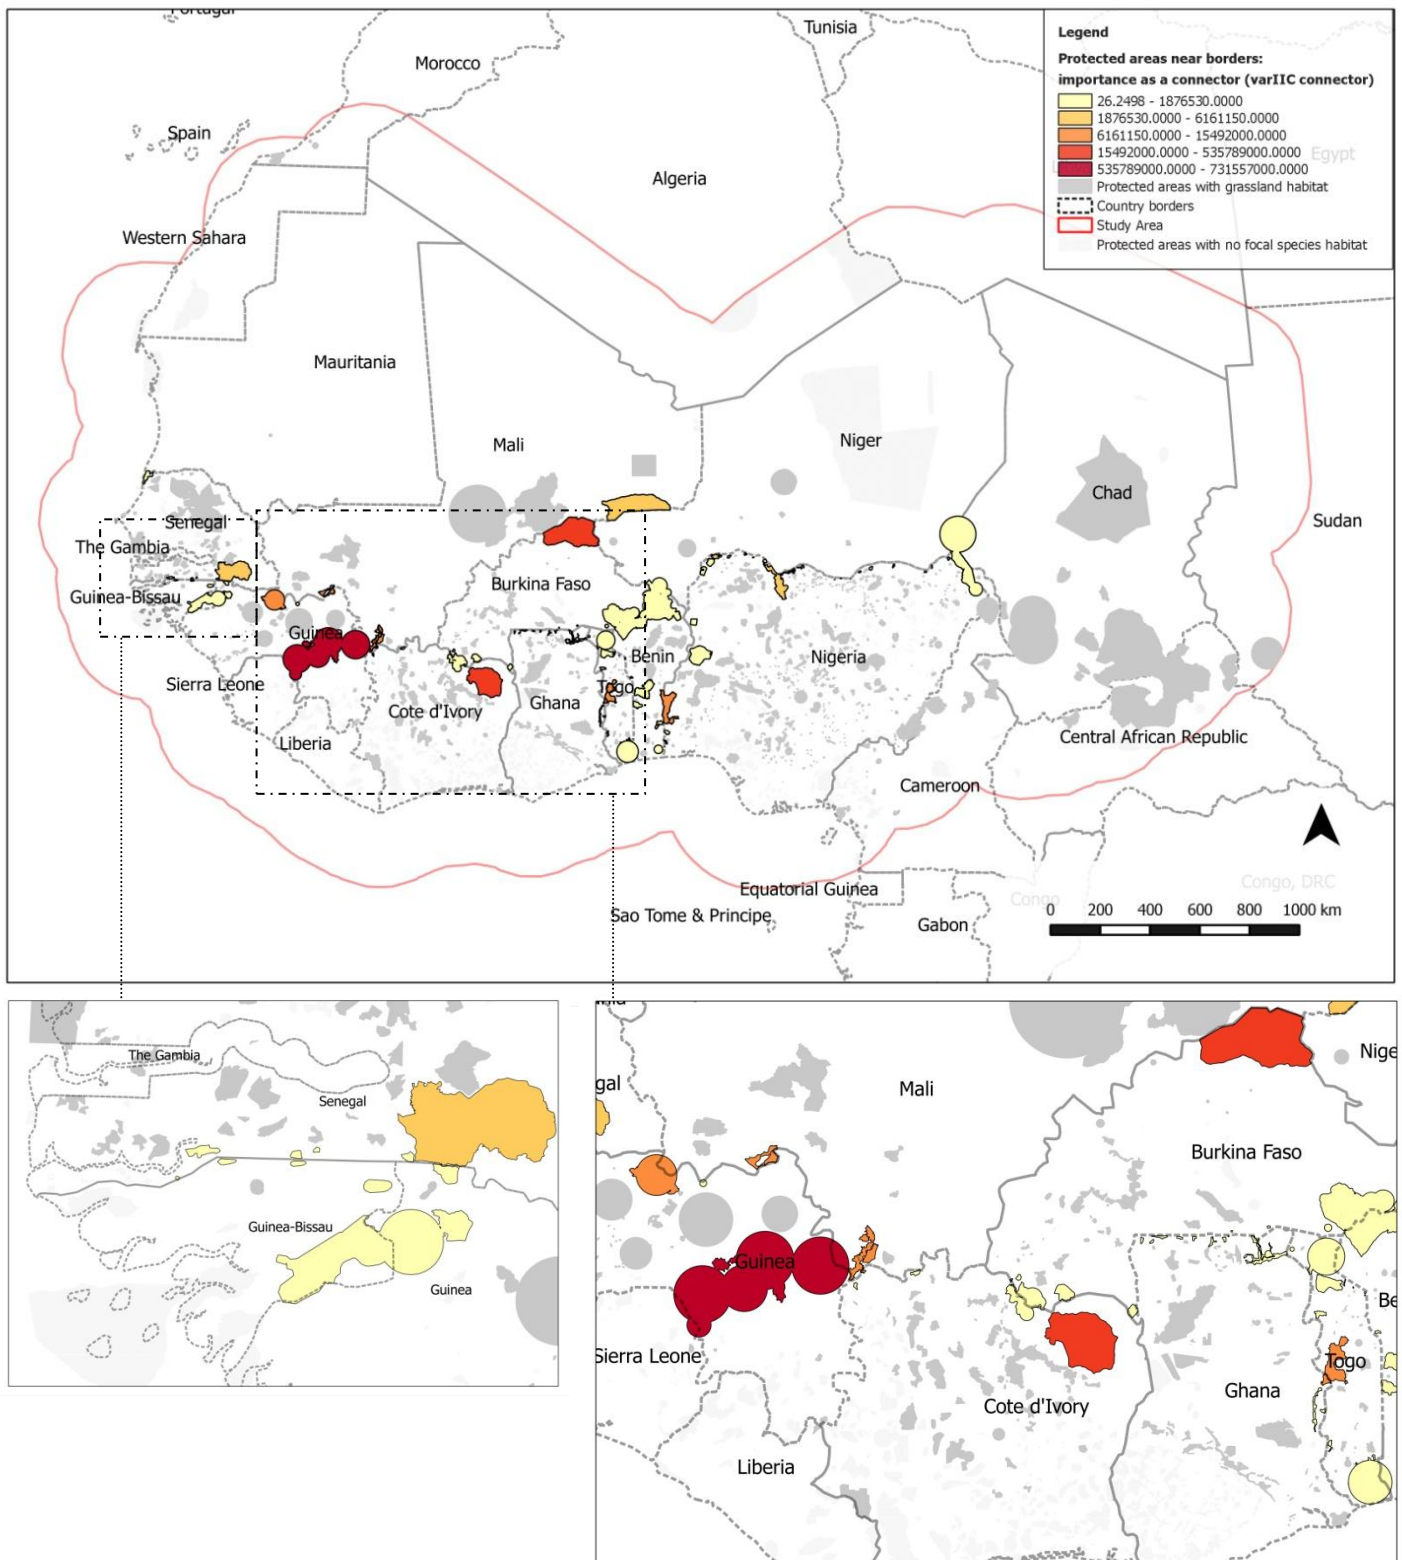 Portugal
Tunisia
Morocco
Legend
Protected areas near borders:
importance as a connector (varIIC connector)
26.2498 - 1876530.0000
1876530.0000 - 6161150.0000
6161150.0000 - 15492000.0000
15492000.0000 - 535789000.0000
535789000.0000 - 731557000.0000
Protected areas with grassland habitat
Country borders
Study Area
Protected areas with no focal species habitat
Spain
Egypt
Algeria
Western Sahara
Mauritania
Mali
Niger
Chad
Sudan
Senegal
The Gambia
Burkina Faso
Guinea-Bissau
Guinea
Benin
Nigeria
Sierra Leone
Togo
Ghana
Cote d'Ivory
Liberia
Central African Republic
Cameroon
Equatorial Guinea
Congo, DRC
Congo
Sao Tome & Principe
Gabon
0 200 400 600 800 1000 km
The Gambia
Senegal
Guinea-Bissau
Guinea
Nige
gal
Mali
Burkina Faso
Guinea
Be
Sierra Leone
Togo
Ghana
Cote d'Ivory
Liberia